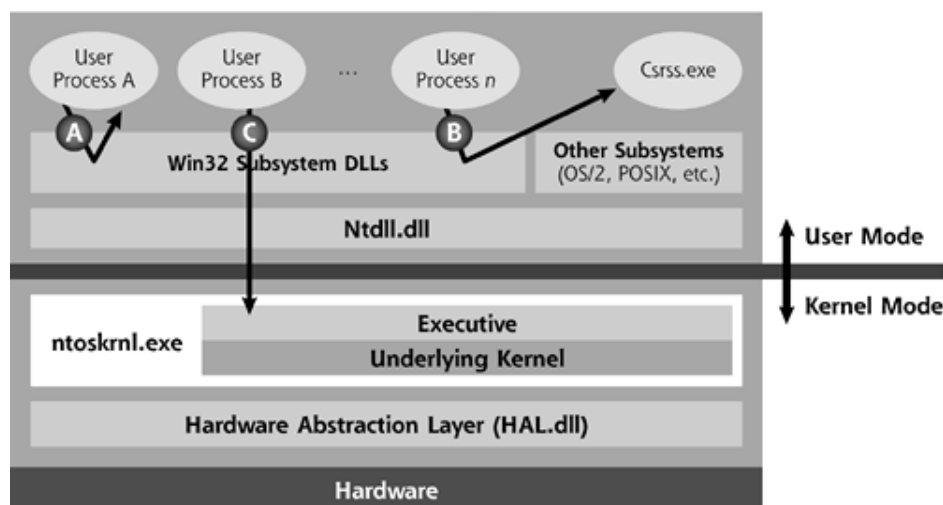 User
Process A
User
Process B
...
User
Process n
Csrss.exe
A
C
B
Win32 Subsystem DLLs
Other Subsystems
(OS/2, POSIX, etc.)
Ntdll.dll
User Mode
Kernel Mode
ntoskrnl.exe
Executive
Underlying Kernel
Hardware Abstraction Layer (HAL.dll)
Hardware